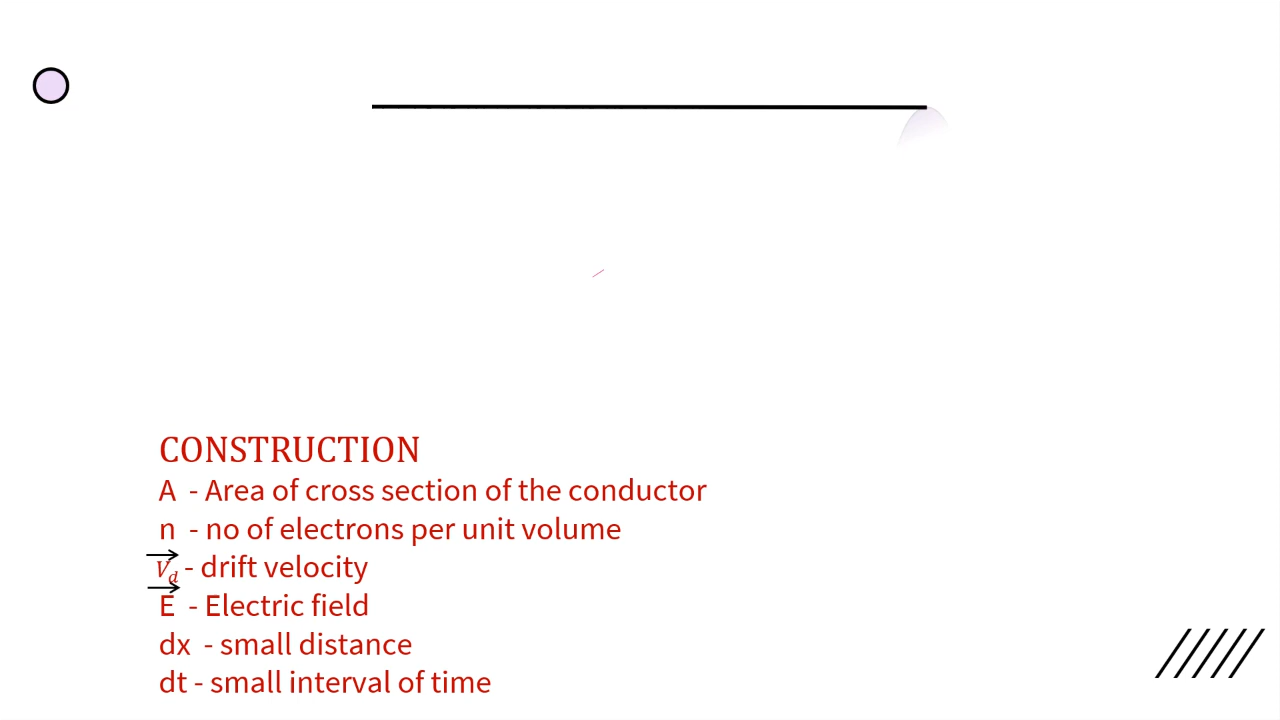 CONSTRUCTION
A - Area of cross section of the conductor
n - no of electrons per unit volume
V⃗d - drift velocity
E⃗ - Electric field
dx - small distance
dt - small interval of time